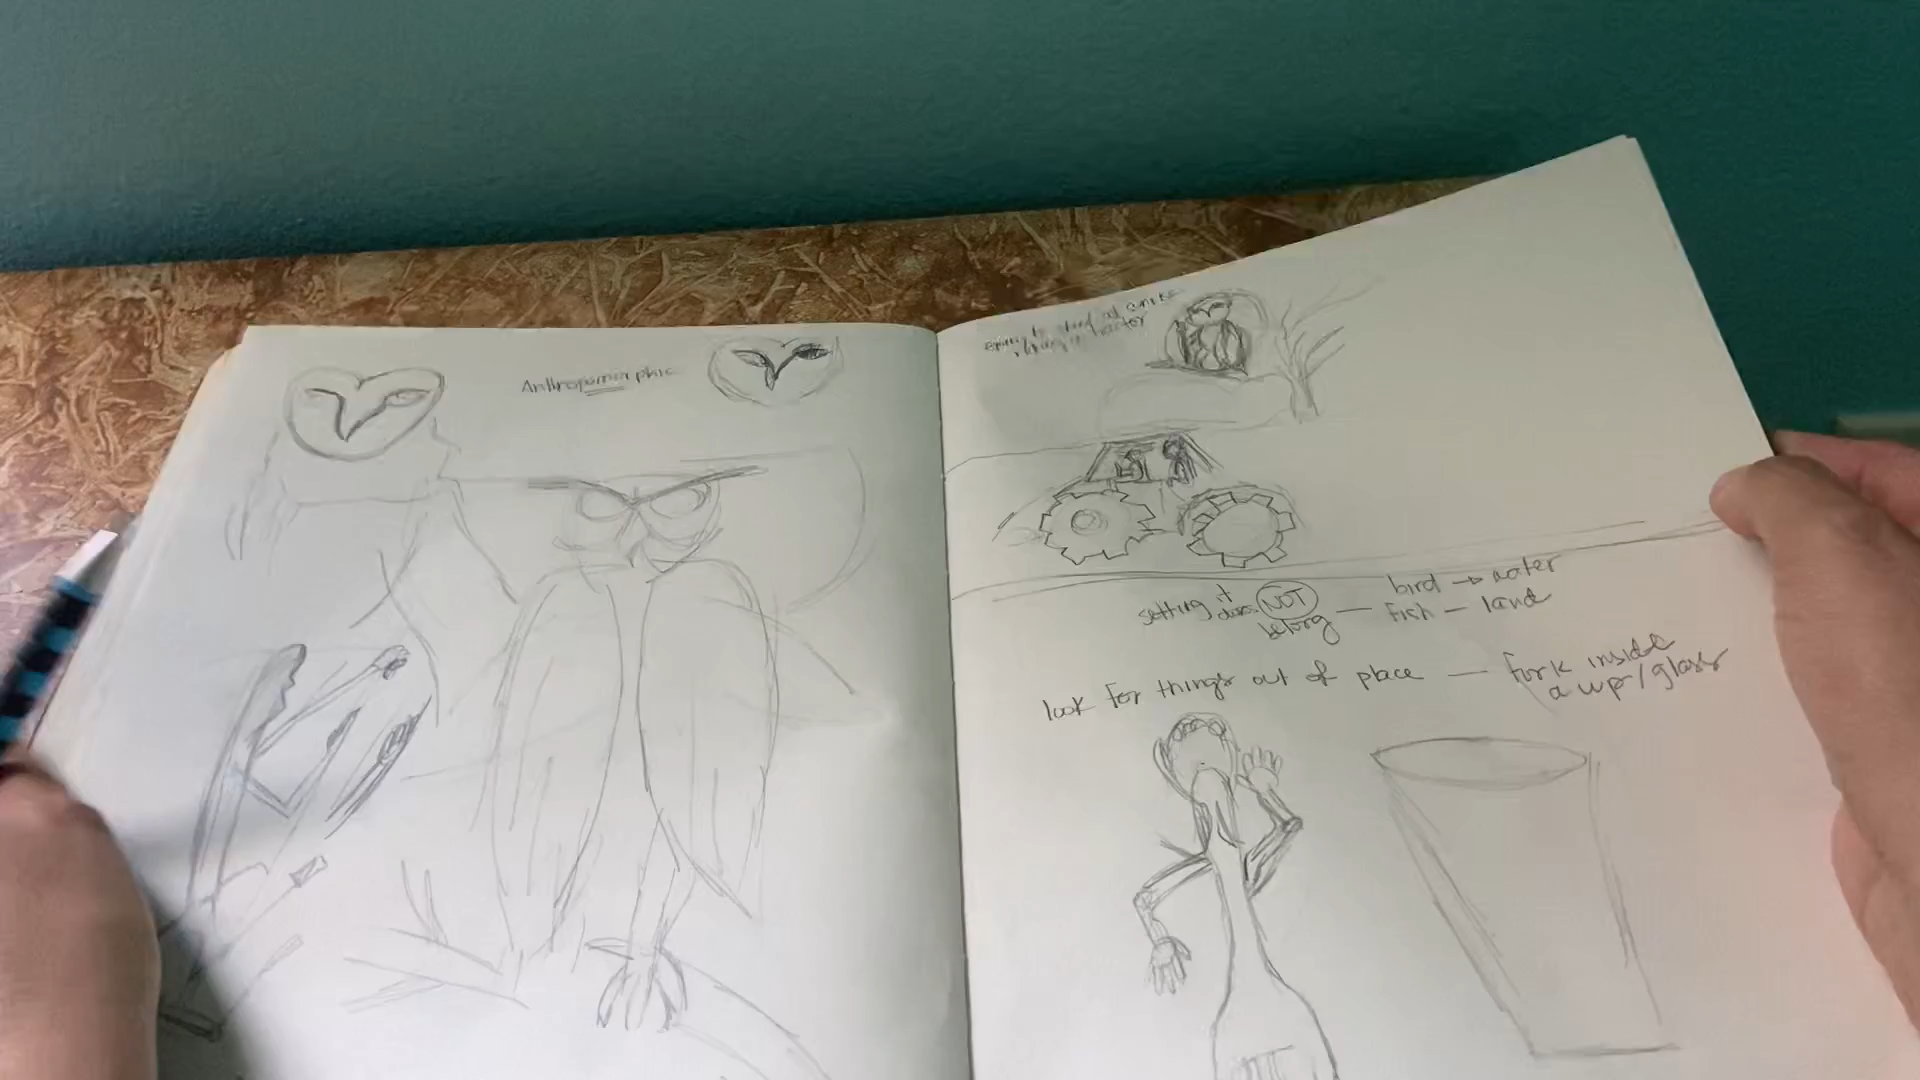 Anthropomorphic
tractor
setting it
does NOT
belong — bird → water
fish — land
look for things out of place — fork inside
a cup/glass